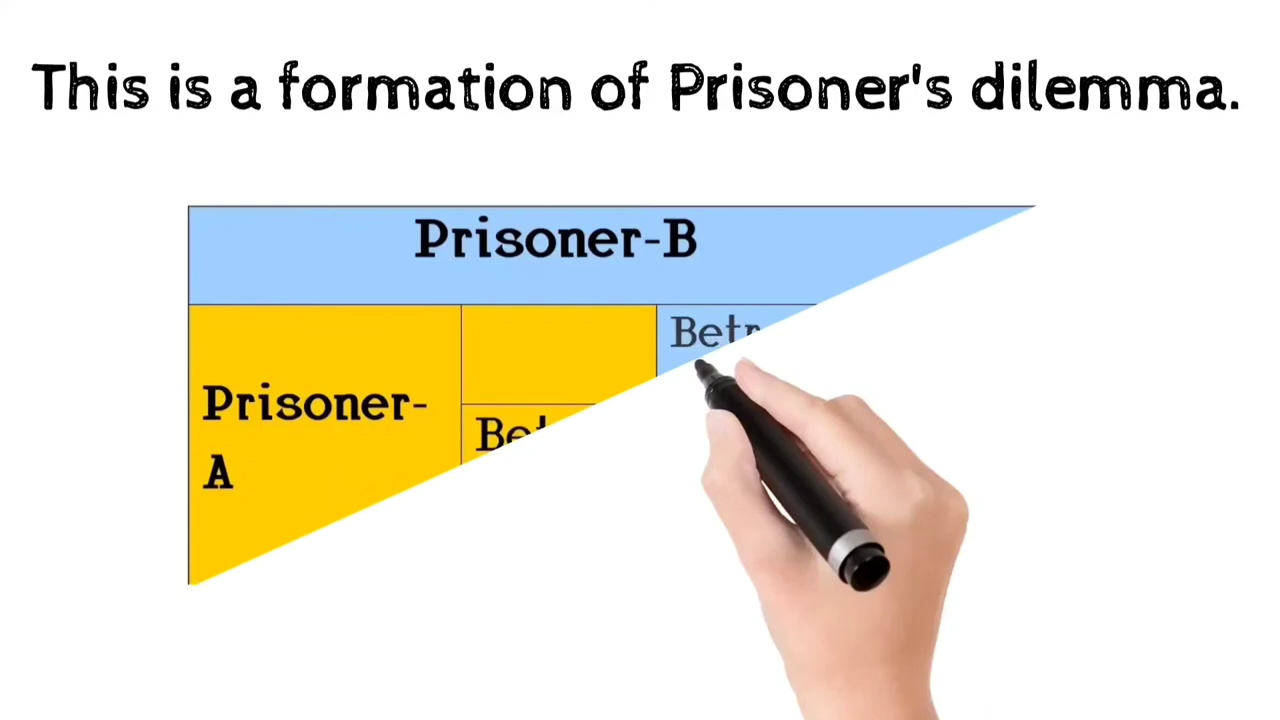 This is a formation of Prisoner's dilemma.
Prisoner-B
Prisoner-
A